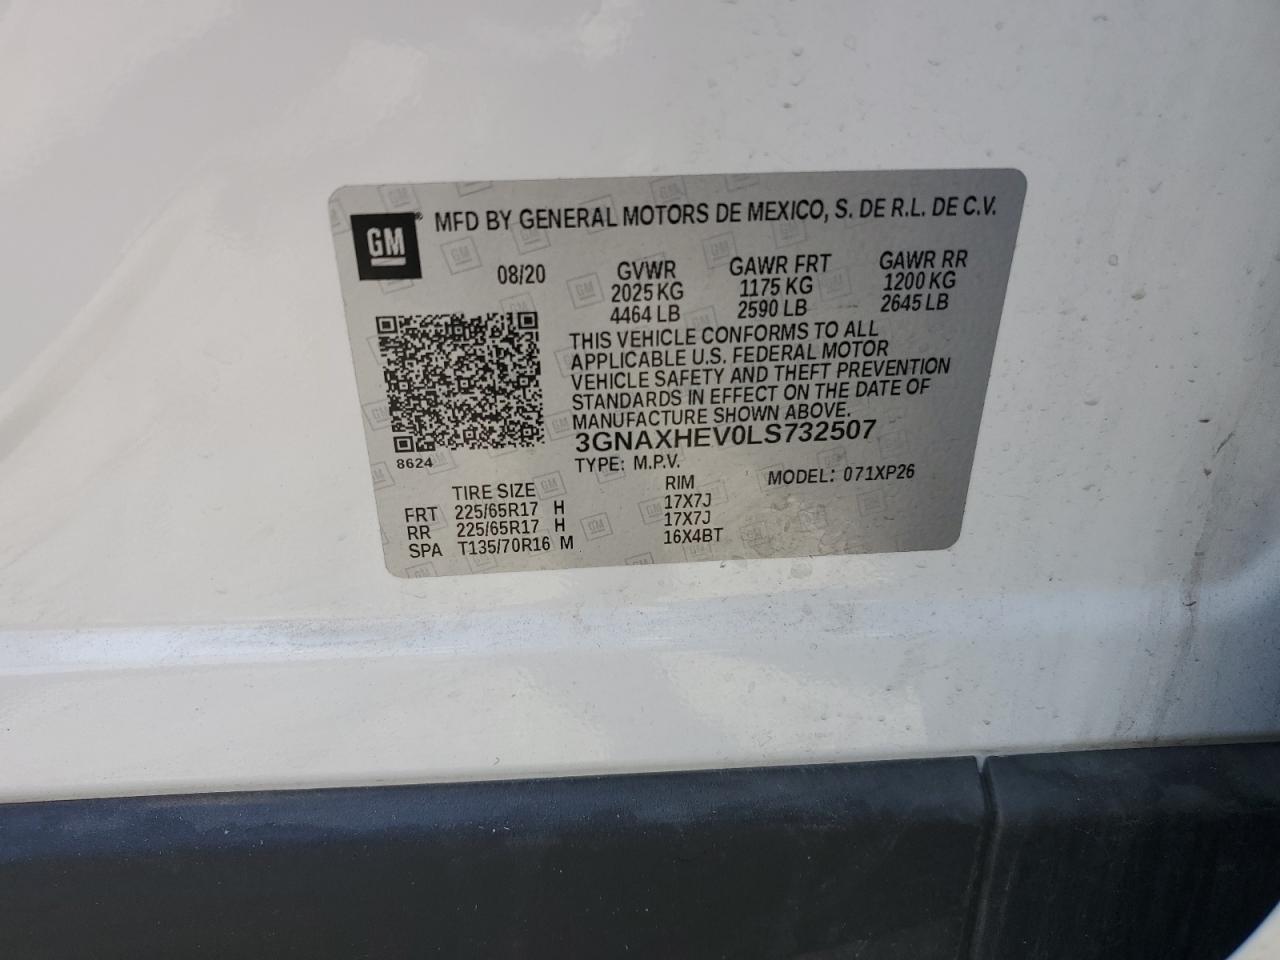 GM
MFD BY GENERAL MOTORS DE MEXICO, S. DE R.L. DE C.V.
08/20
GVWR
2025 KG
4464 LB
GAWR FRT
1175 KG
2590 LB
GAWR RR
1200 KG
2645 LB
THIS VEHICLE CONFORMS TO ALL
APPLICABLE U.S. FEDERAL MOTOR
VEHICLE SAFETY AND THEFT PREVENTION
STANDARDS IN EFFECT ON THE DATE OF
MANUFACTURE SHOWN ABOVE.
3GNAXHEV0LS732507
8624
TYPE: M.P.V.
MODEL: 071XP26
TIRE SIZE RIM
FRT 225/65R17 H 17X7J
RR 225/65R17 H 17X7J
SPA T135/70R16 M 16X4BT